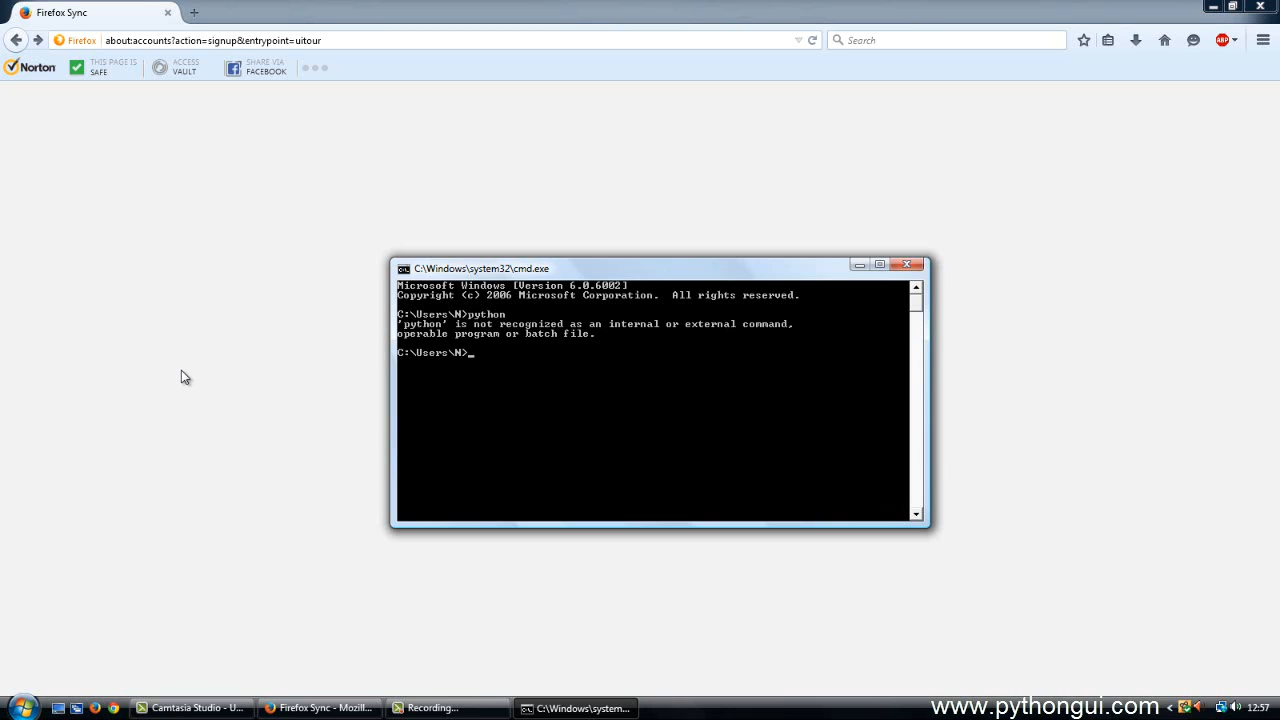 Firefox Sync
Firefox about:accounts?action=signup&entrypoint=uitour
Search
ABP
Norton
THIS PAGE IS
SAFE
ACCESS
VAULT
SHARE VIA
FACEBOOK
C:\Windows\system32\cmd.exe
Microsoft Windows [Version 6.0.6002]
Copyright (c) 2006 Microsoft Corporation.  All rights reserved.
C:\Users\N>python
'python' is not recognized as an internal or external command,
operable program or batch file.
C:\Users\N>_
Camtasia Studio - U...
Firefox Sync - Mozill...
Recording...
C:\Windows\system...
www.pythongui.com
12:57